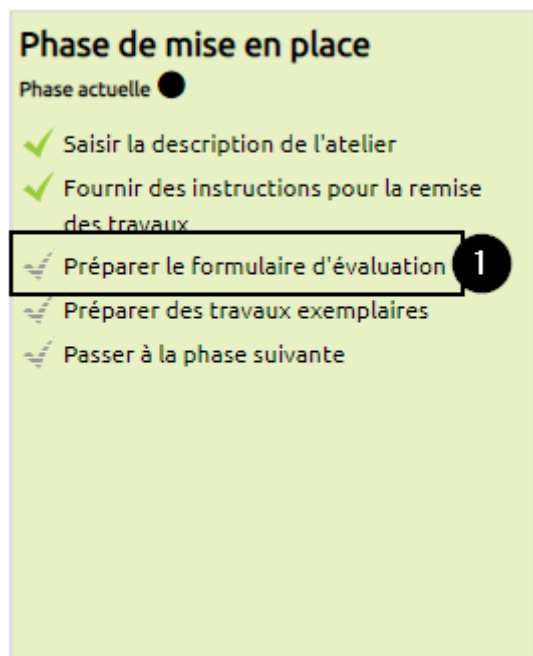 Phase de mise en place
Phase actuelle
Saisir la description de l'atelier
Fournir des instructions pour la remise
des travaux
Préparer le formulaire d'évaluation
1
Préparer des travaux exemplaires
Passer à la phase suivante